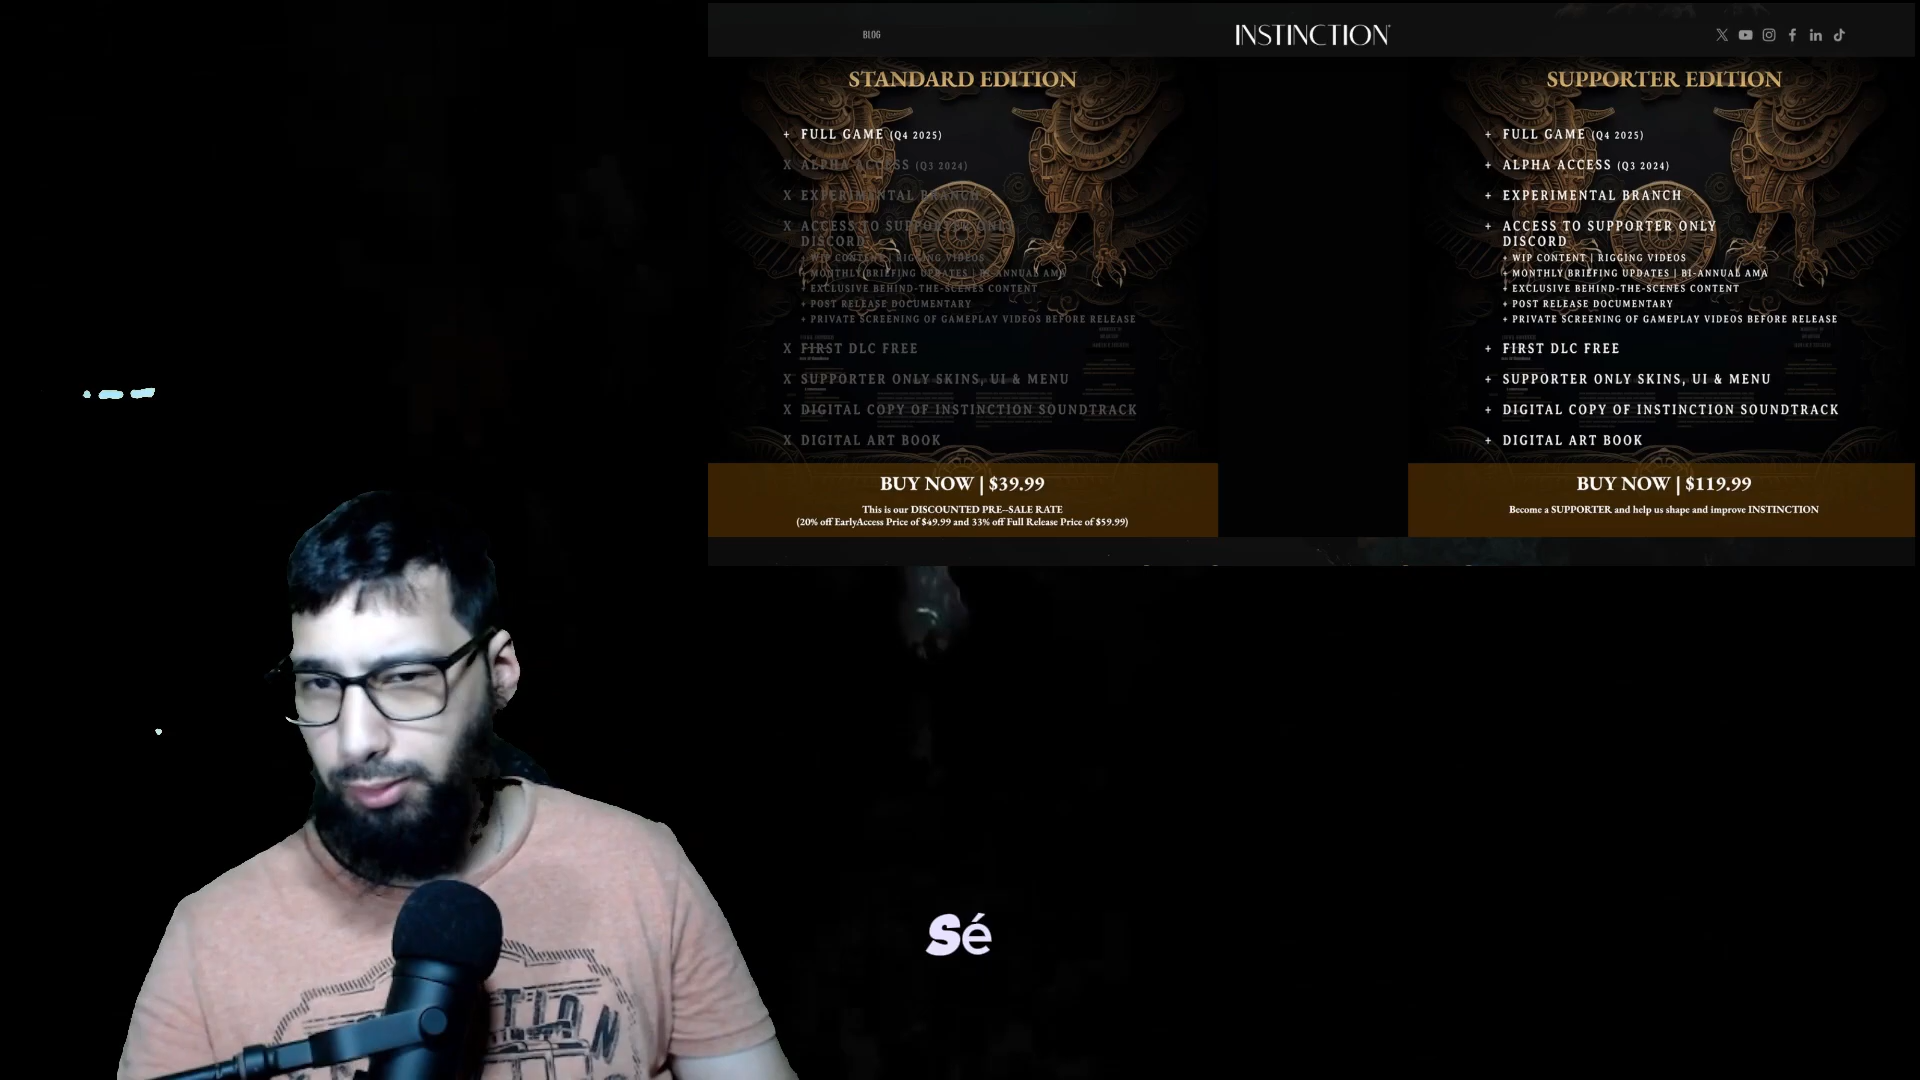 BLOG
INSTINCTION
STANDARD EDITION
+ FULL GAME (Q4 2025)
X ALPHA ACCESS (Q3 2024)
X EXPERIMENTAL BRANCH
X ACCESS TO SUPPORTER ONLY
DISCORD
+ WIP CONTENT | RIGGING VIDEOS
+ MONTHLY BRIEFING UPDATES | BI-ANNUAL AMA
+ EXCLUSIVE BEHIND-THE-SCENES CONTENT
+ POST RELEASE DOCUMENTARY
+ PRIVATE SCREENING OF GAMEPLAY VIDEOS BEFORE RELEASE
X FIRST DLC FREE
X SUPPORTER ONLY SKINS, UI & MENU
X DIGITAL COPY OF INSTINCTION SOUNDTRACK
X DIGITAL ART BOOK
BUY NOW | $39.99
This is our DISCOUNTED PRE-SALE RATE
(20% off EarlyAccess Price of $49.99 and 33% off Full Release Price of $59.99)
SUPPORTER EDITION
+ FULL GAME (Q4 2025)
+ ALPHA ACCESS (Q3 2024)
+ EXPERIMENTAL BRANCH
+ ACCESS TO SUPPORTER ONLY
DISCORD
+ WIP CONTENT | RIGGING VIDEOS
+ MONTHLY BRIEFING UPDATES | BI-ANNUAL AMA
+ EXCLUSIVE BEHIND-THE-SCENES CONTENT
+ POST RELEASE DOCUMENTARY
+ PRIVATE SCREENING OF GAMEPLAY VIDEOS BEFORE RELEASE
+ FIRST DLC FREE
+ SUPPORTER ONLY SKINS, UI & MENU
+ DIGITAL COPY OF INSTINCTION SOUNDTRACK
+ DIGITAL ART BOOK
BUY NOW | $119.99
Become a SUPPORTER and help us shape and improve INSTINCTION
Sé